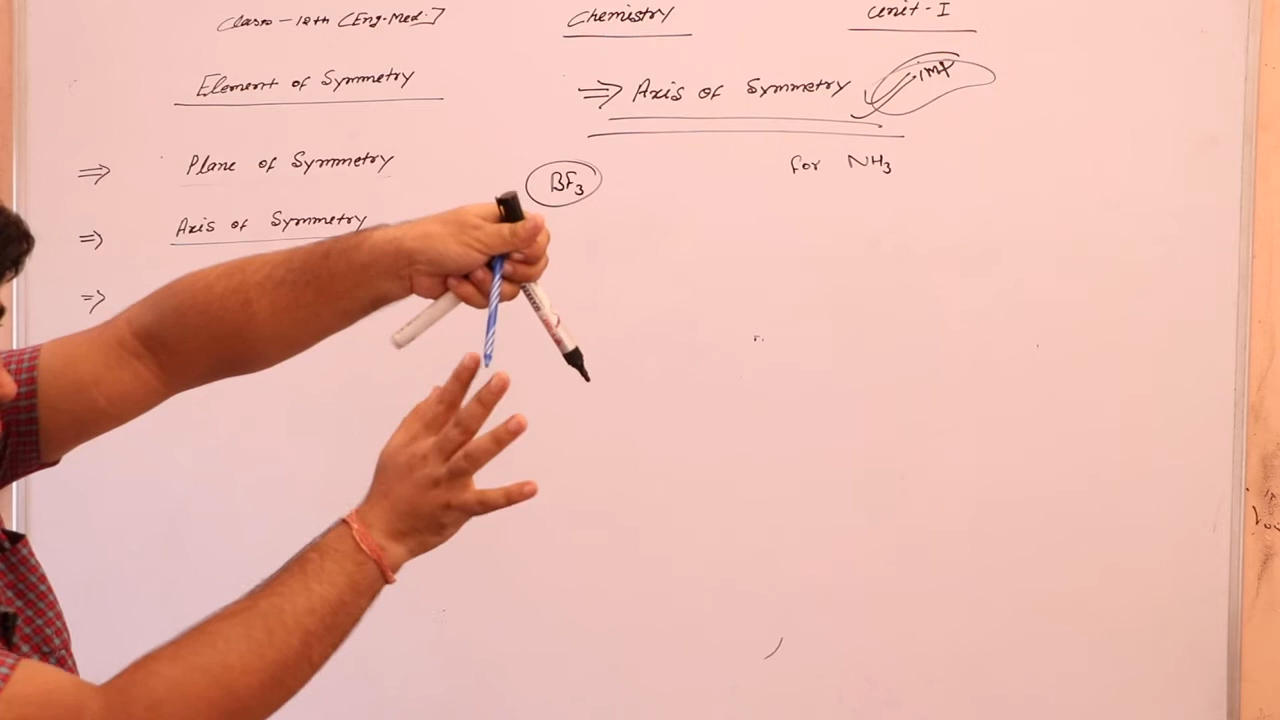 Class - 12th [Eng-Med.] Chemistry Unit - I
Element of Symmetry
⇒ Axis of Symmetry imp
⇒ Plane of Symmetry
BF3
for NH3
⇒ Axis of Symmetry
⇒